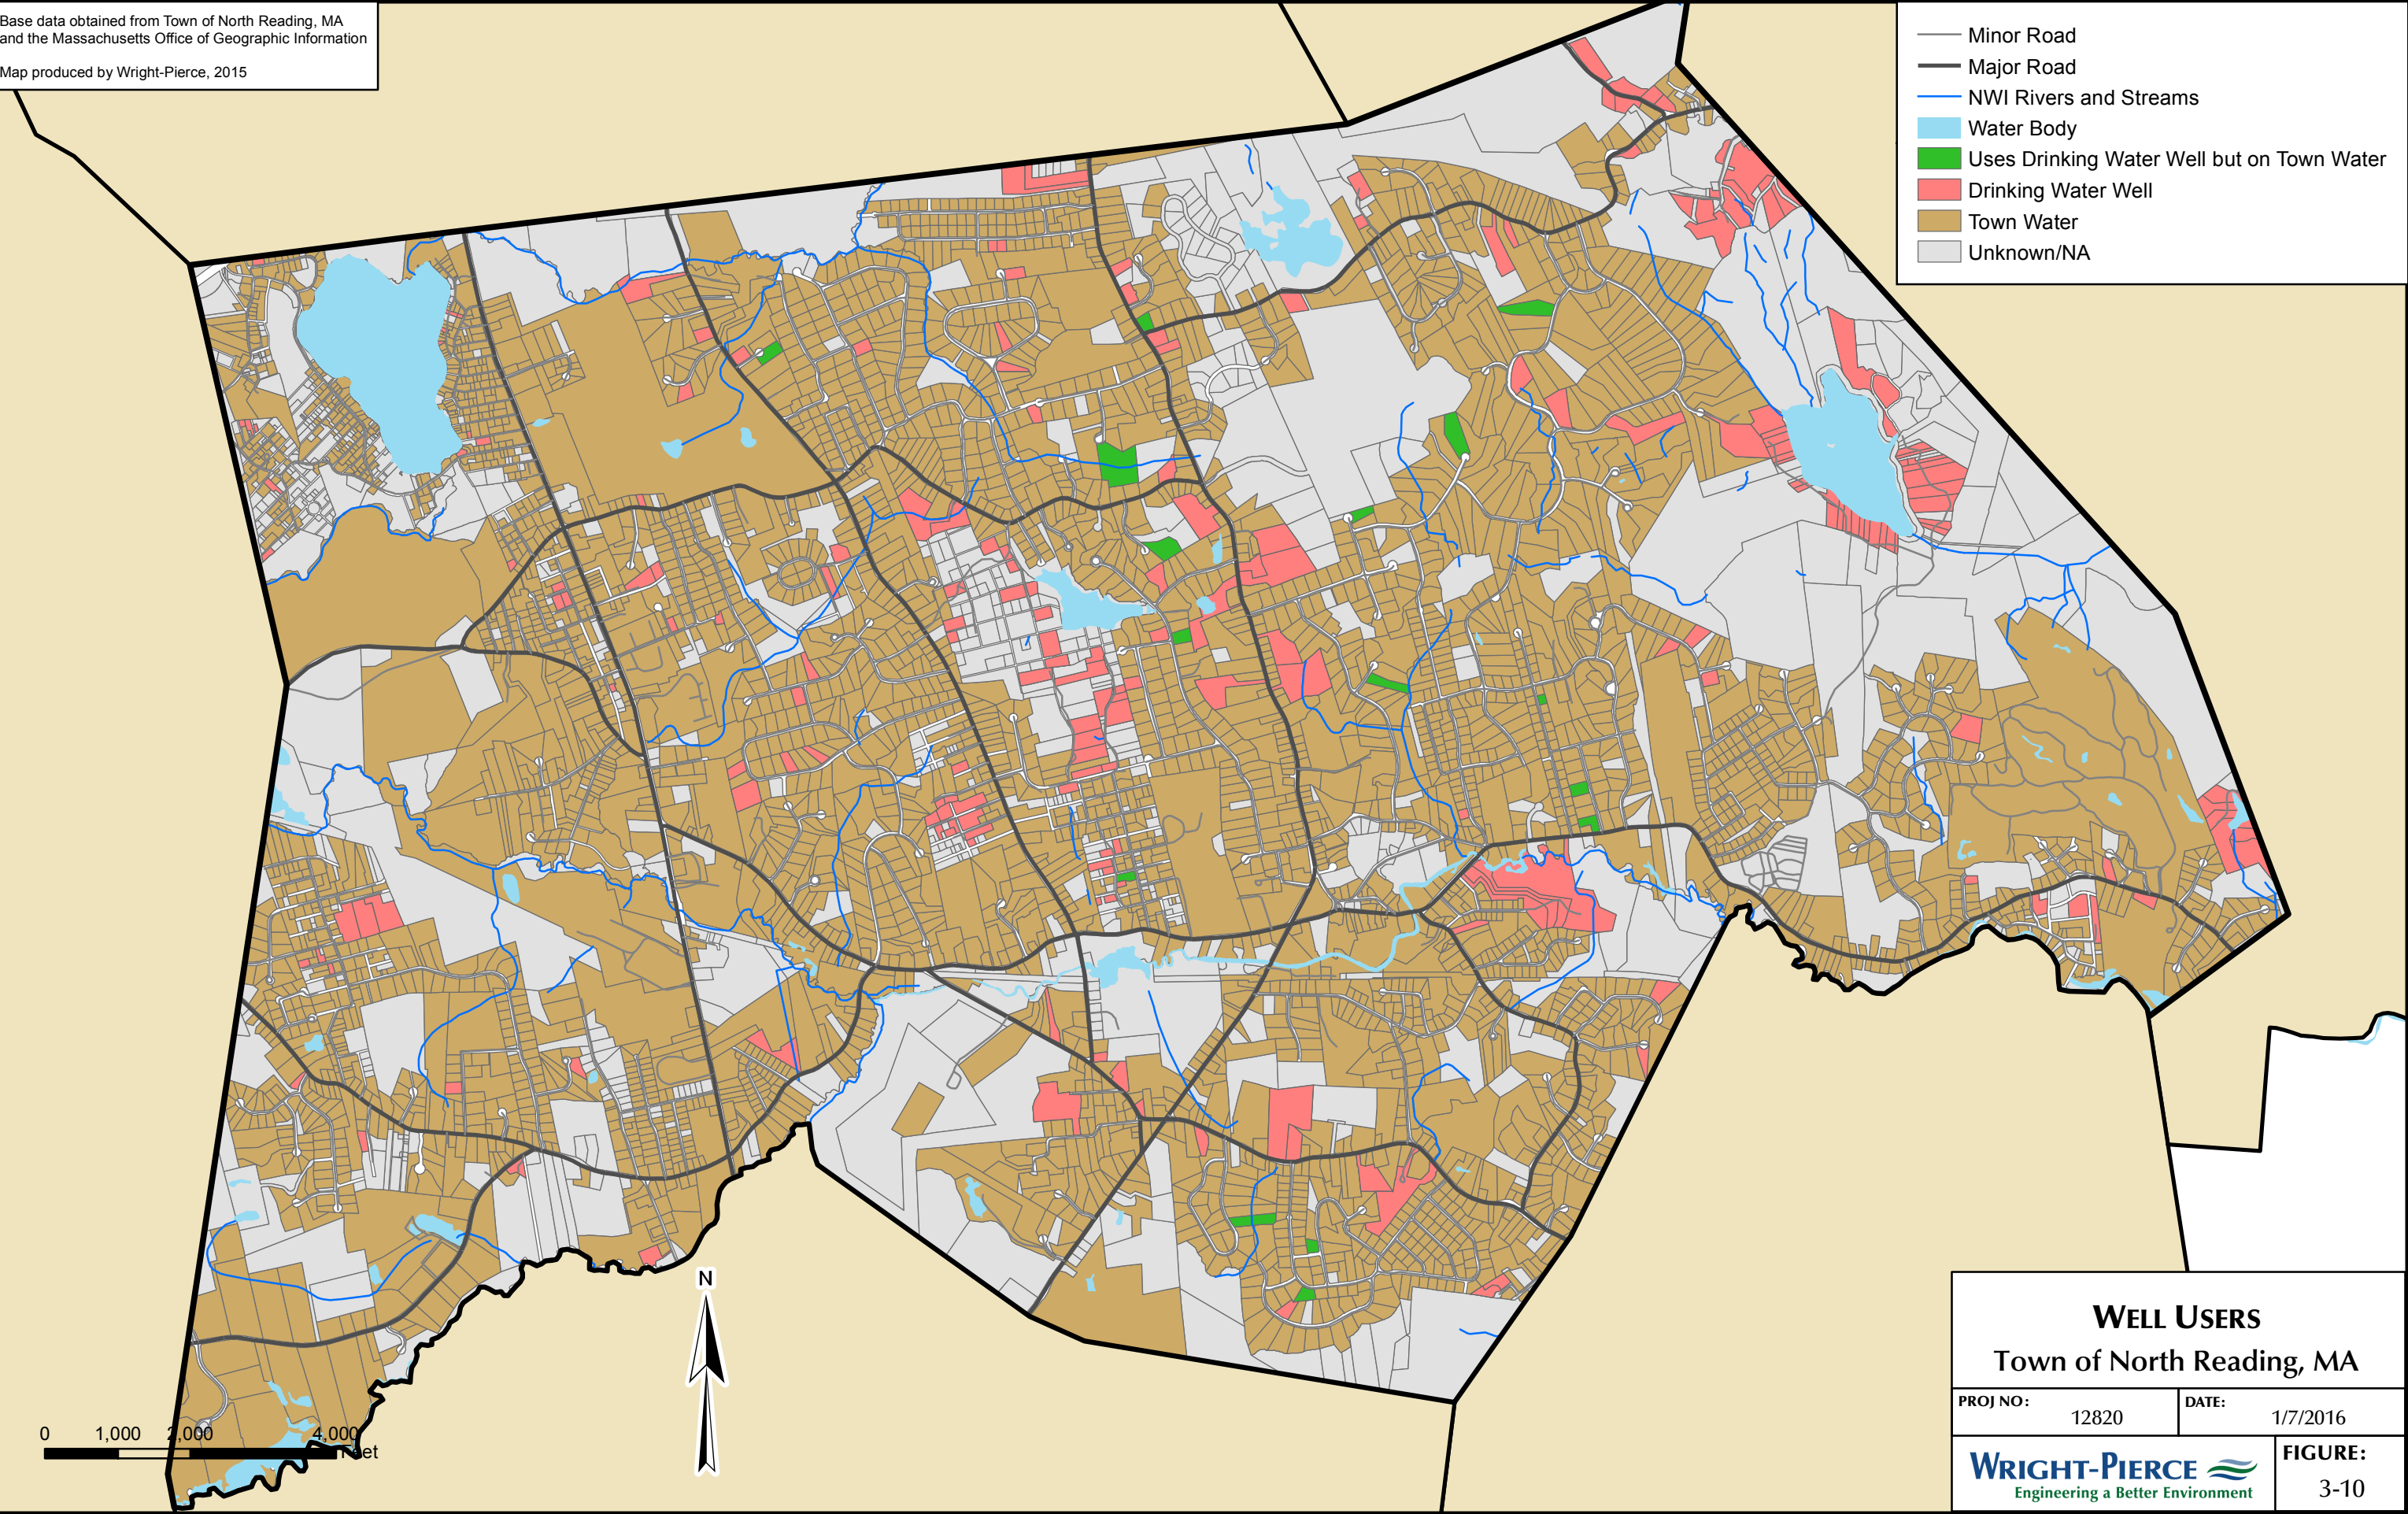 Base data obtained from Town of North Reading, MA
and the Massachusetts Office of Geographic Information
Map produced by Wright-Pierce, 2015
Minor Road
Major Road
NWI Rivers and Streams
Water Body
Uses Drinking Water Well but on Town Water
Drinking Water Well
Town Water
Unknown/NA
N
0 1,000 2,000 4,000
Feet
WELL USERS
Town of North Reading, MA
PROJ NO: 12820
DATE: 1/7/2016
WRIGHT-PIERCE
Engineering a Better Environment
FIGURE:
3-10